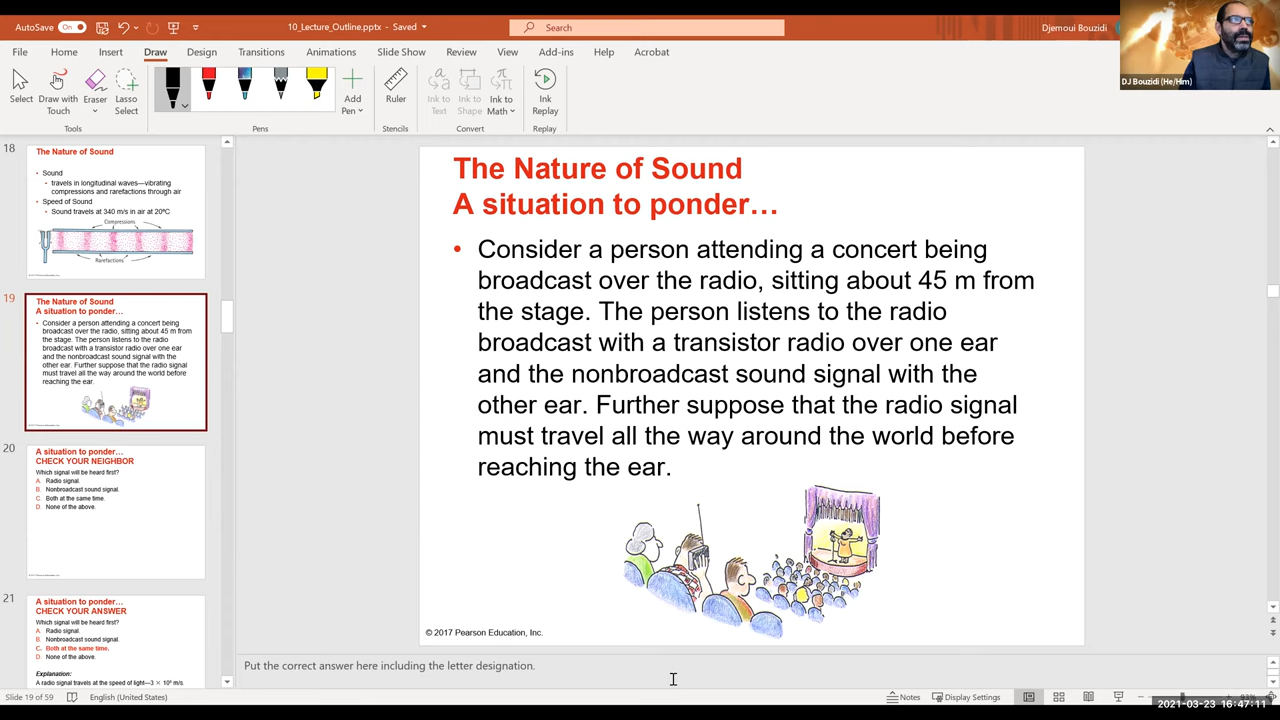 AutoSave
On
10_Lecture_Outline.pptx - Saved
Search
Djemoui Bouzidi
DJ Bouzidi (He/Him)
File Home Insert Draw Design Transitions Animations Slide Show Review View Add-ins Help Acrobat
Select
Draw with Touch
Eraser
Lasso Select
Add Pen
Ruler
Ink to Text
Ink to Shape
Ink to Math
Ink Replay
Tools
Pens
Stencils
Convert
Replay
18
The Nature of Sound
• Sound
• travels in longitudinal waves—vibrating
compressions and rarefactions through air
• Speed of Sound
• Sound travels at 340 m/s in air at 20ºC
Compressions
Rarefactions
19
The Nature of Sound
A situation to ponder…
• Consider a person attending a concert being
broadcast over the radio, sitting about 45 m from
the stage. The person listens to the radio
broadcast with a transistor radio over one ear
and the nonbroadcast sound signal with the
other ear. Further suppose that the radio signal
must travel all the way around the world before
reaching the ear.
20
A situation to ponder…
CHECK YOUR NEIGHBOR
Which signal will be heard first?
A. Radio signal.
B. Nonbroadcast sound signal.
C. Both at the same time.
D. None of the above.
21
A situation to ponder…
CHECK YOUR ANSWER
Which signal will be heard first?
A. Radio signal.
B. Nonbroadcast sound signal.
C. Both at the same time.
D. None of the above.
Explanation:
A radio signal travels at the speed of light—3 × 10⁸ m/s.
The Nature of Sound
A situation to ponder…
• Consider a person attending a concert being
broadcast over the radio, sitting about 45 m from
the stage. The person listens to the radio
broadcast with a transistor radio over one ear
and the nonbroadcast sound signal with the
other ear. Further suppose that the radio signal
must travel all the way around the world before
reaching the ear.
© 2017 Pearson Education, Inc.
Put the correct answer here including the letter designation.
Slide 19 of 59
English (United States)
Notes
Display Settings
93%
2021-03-23 16:47:11